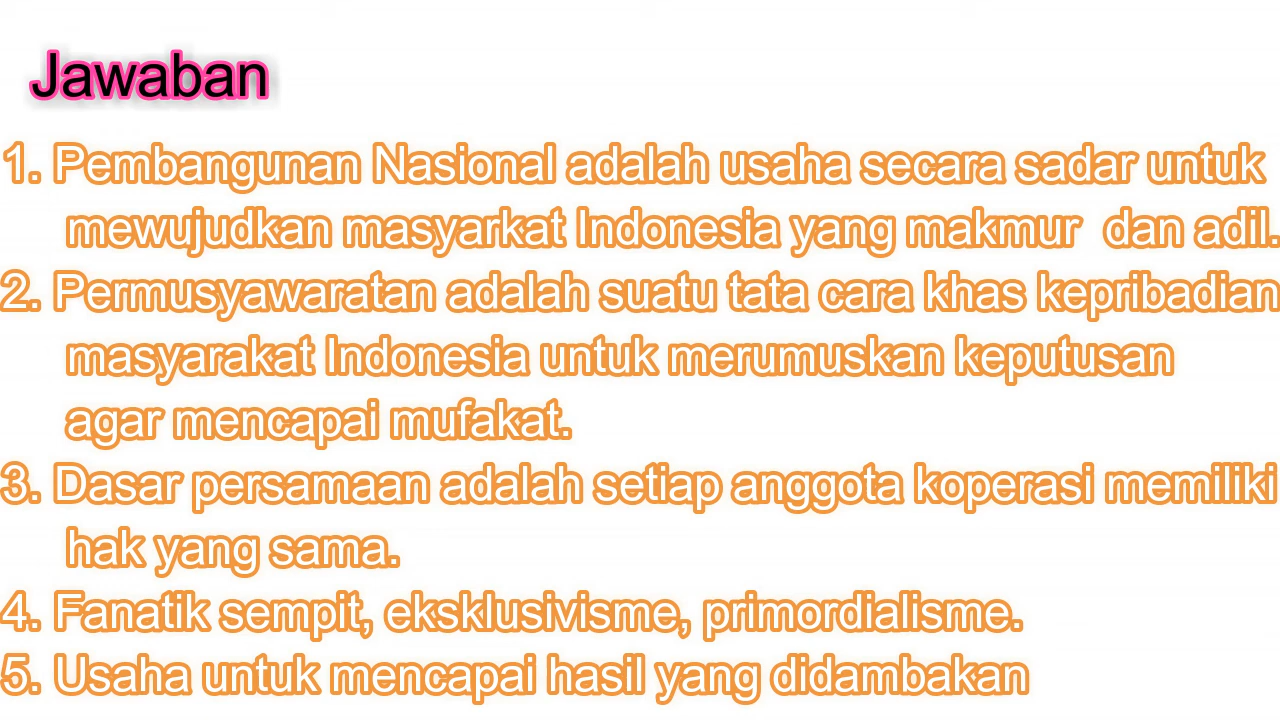 Jawaban
1. Pembangunan Nasional adalah usaha secara sadar untuk
mewujudkan masyarkat Indonesia yang makmur dan adil.
2. Permusyawaratan adalah suatu tata cara khas kepribadian
masyarakat Indonesia untuk merumuskan keputusan
agar mencapai mufakat.
3. Dasar persamaan adalah setiap anggota koperasi memiliki
hak yang sama.
4. Fanatik sempit, eksklusivisme, primordialisme.
5. Usaha untuk mencapai hasil yang didambakan